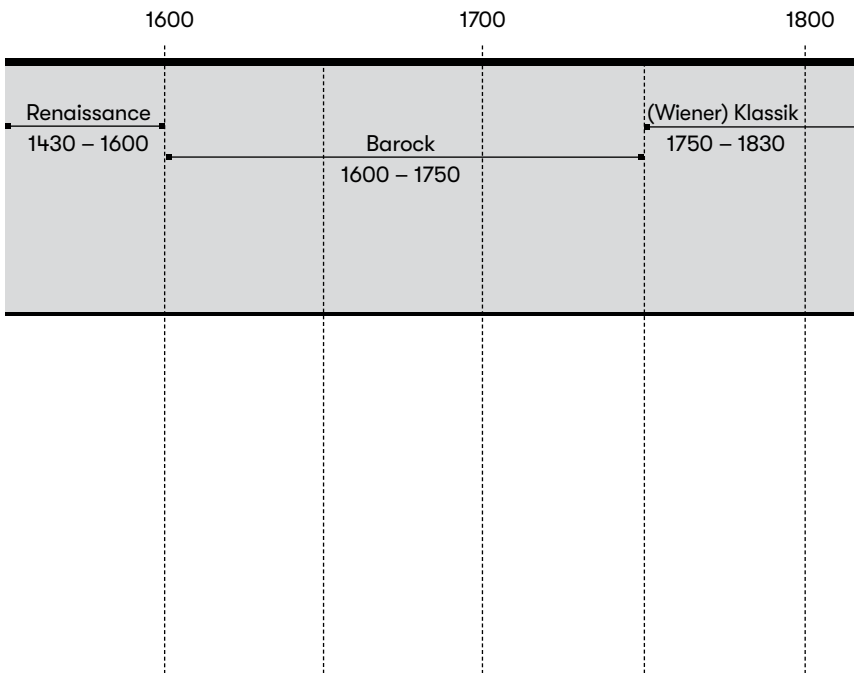 1600 1700 1800
Renaissance
1430 – 1600
Barock
1600 – 1750
(Wiener) Klassik
1750 – 1830